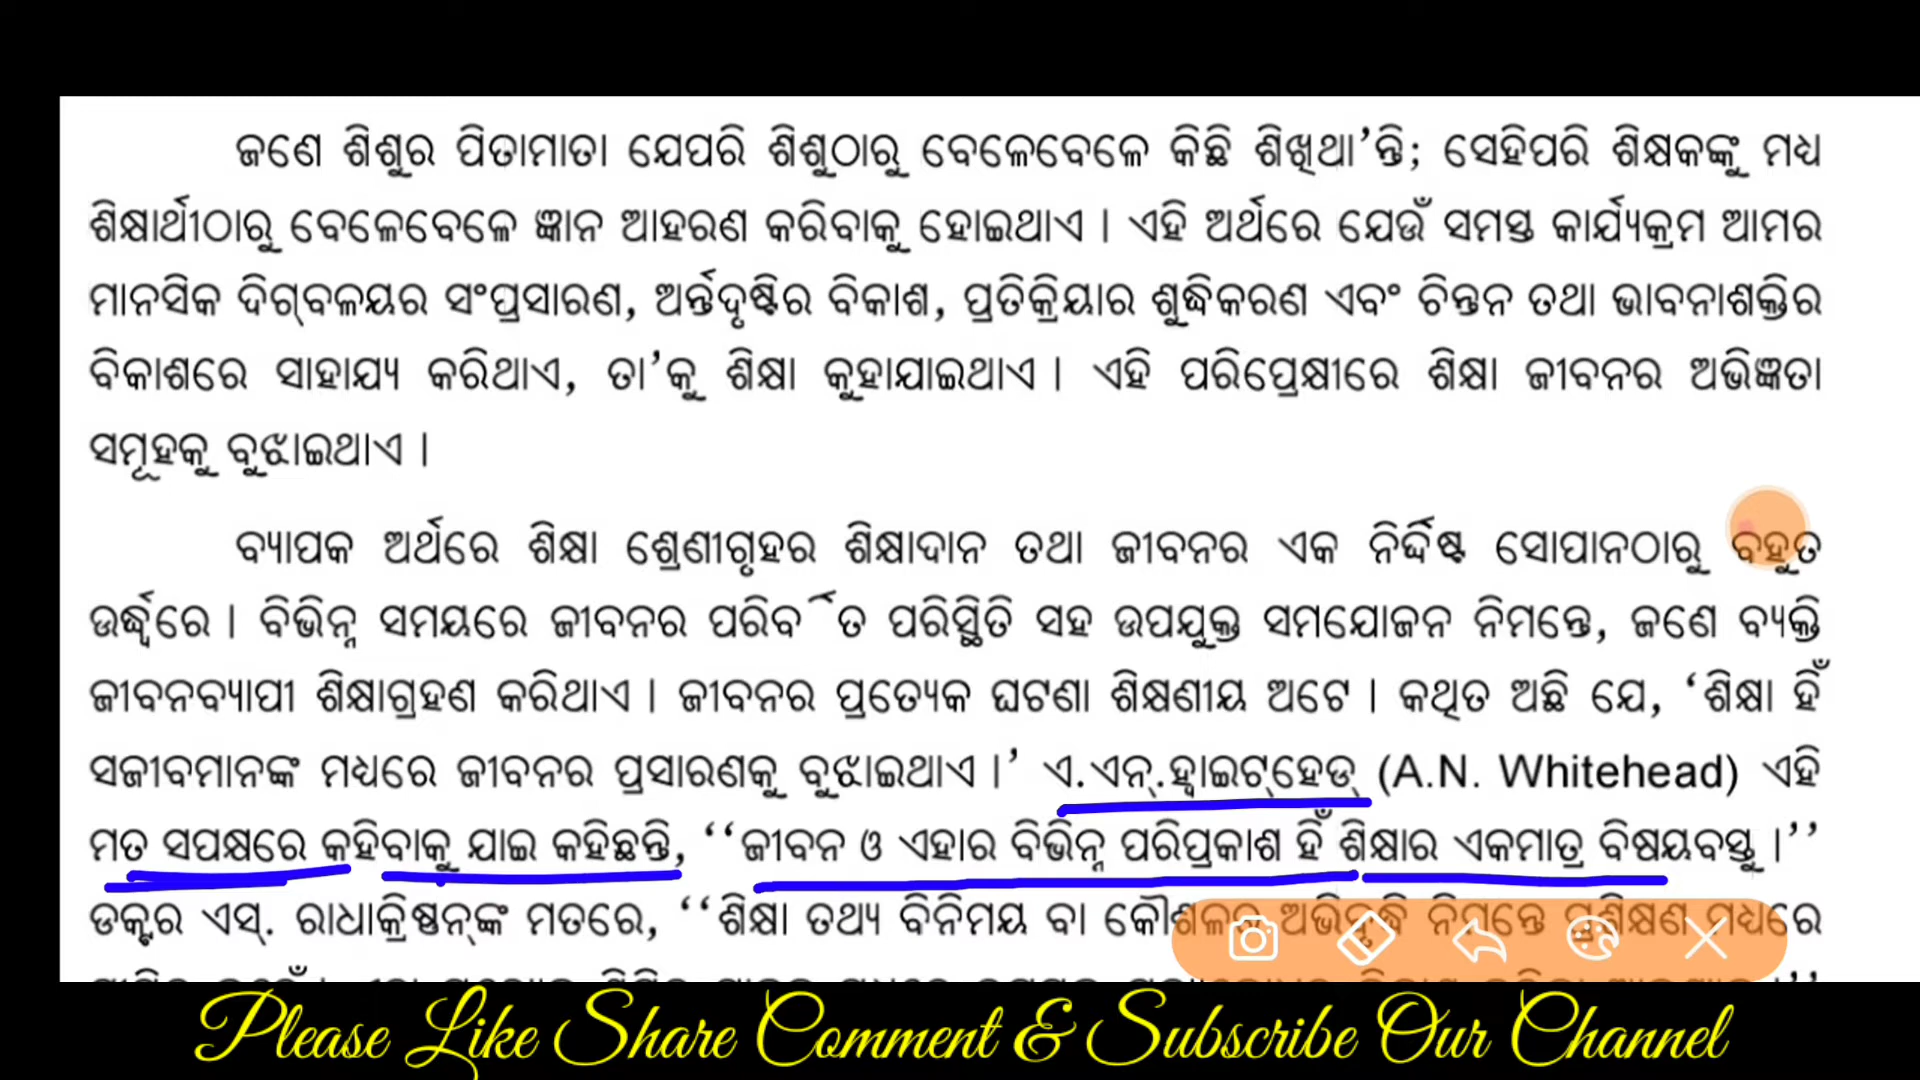 ଜଣେ ଶିଶୁର ପିତାମାତା ଯେପରି ଶିଶୁଠାରୁ ବେଳେବେଳେ କିଛି ଶିଖିଥା’ନ୍ତି; ସେହିପରି ଶିକ୍ଷକଙ୍କୁ ମଧ୍ୟ
ଶିକ୍ଷାର୍ଥୀଠାରୁ ବେଳେବେଳେ ଜ୍ଞାନ ଆହରଣ କରିବାକୁ ହୋଇଥାଏ । ଏହି ଅର୍ଥରେ ଯେଉଁ ସମସ୍ତ କାର୍ଯ୍ୟକ୍ରମ ଆମର
ମାନସିକ ଦିଗ୍‌ବଳୟର ସଂପ୍ରସାରଣ, ଅର୍ନ୍ତଦୃଷ୍ଟିର ବିକାଶ, ପ୍ରତିକ୍ରିୟାର ଶୁଦ୍ଧିକରଣ ଏବଂ ଚିନ୍ତନ ତଥା ଭାବନାଶକ୍ତିର
ବିକାଶରେ ସାହାଯ୍ୟ କରିଥାଏ, ତା’କୁ ଶିକ୍ଷା କୁହାଯାଇଥାଏ । ଏହି ପରିପ୍ରେକ୍ଷୀରେ ଶିକ୍ଷା ଜୀବନର ଅଭିଜ୍ଞତା
ସମୂହକୁ ବୁଝାଇଥାଏ ।
ବ୍ୟାପକ ଅର୍ଥରେ ଶିକ୍ଷା ଶ୍ରେଣୀଗୃହର ଶିକ୍ଷାଦାନ ତଥା ଜୀବନର ଏକ ନିର୍ଦ୍ଦିଷ୍ଟ ସୋପାନଠାରୁ ବହୁତ
ଉର୍ଦ୍ଧ୍ୱରେ । ବିଭିନ୍ନ ସମୟରେ ଜୀବନର ପରିବର୍ତିତ ପରିସ୍ଥିତି ସହ ଉପଯୁକ୍ତ ସମଯୋଜନ ନିମନ୍ତେ, ଜଣେ ବ୍ୟକ୍ତି
ଜୀବନବ୍ୟାପୀ ଶିକ୍ଷାଗ୍ରହଣ କରିଥାଏ । ଜୀବନର ପ୍ରତ୍ୟେକ ଘଟଣା ଶିକ୍ଷଣୀୟ ଅଟେ । କଥିତ ଅଛି ଯେ, ‘ଶିକ୍ଷା ହିଁ
ସଜୀବମାନଙ୍କ ମଧ୍ୟରେ ଜୀବନର ପ୍ରସାରଣକୁ ବୁଝାଇଥାଏ ।’ ଏ.ଏନ୍.ହ୍ୱାଇଟ୍‌ହେଡ୍ (A.N. Whitehead) ଏହି
ମତ ସପକ୍ଷରେ କହିବାକୁ ଯାଇ କହିଛନ୍ତି, ‘‘ଜୀବନ ଓ ଏହାର ବିଭିନ୍ନ ପରିପ୍ରକାଶ ହିଁ ଶିକ୍ଷାର ଏକମାତ୍ର ବିଷୟବସ୍ତୁ ।’’
ଡକ୍ଟର ଏସ୍. ରାଧାକ୍ରିଷ୍ଣନ୍‌ଙ୍କ ମତରେ, ‘‘ଶିକ୍ଷା ତଥ୍ୟ ବିନିମୟ ବା କୌଶଳର ଅଭିବୃଦ୍ଧି ନିମନ୍ତେ ପ୍ରଶିକ୍ଷଣ ମଧ୍ୟରେ
Please Like Share Comment & Subscribe Our Channel